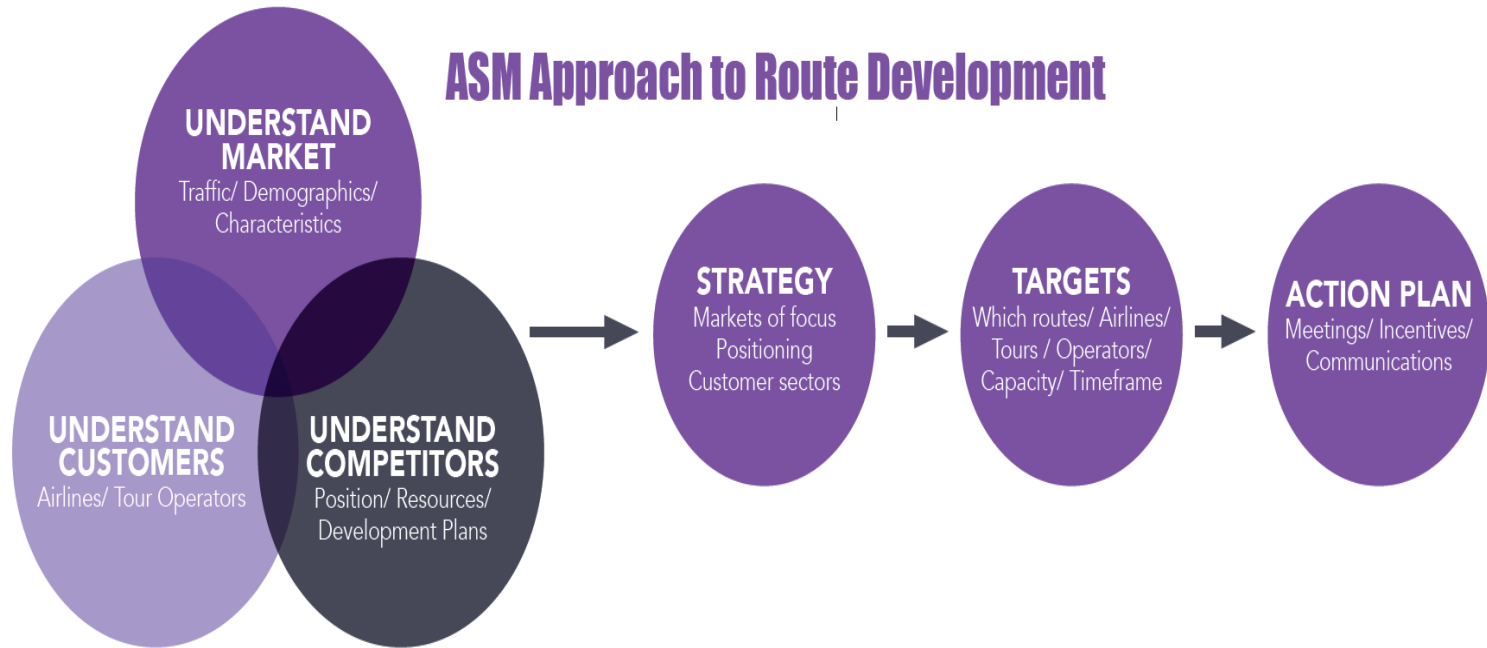 ASM Approach to Route Development
UNDERSTAND
MARKET
Traffic/ Demographics/
Characteristics
UNDERSTAND
CUSTOMERS
Airlines/ Tour Operators
UNDERSTAND
COMPETITORS
Position/ Resources/
Development Plans
STRATEGY
Markets of focus
Positioning
Customer sectors
TARGETS
Which routes/ Airlines/
Tours / Operators/
Capacity/ Timeframe
ACTION PLAN
Meetings/ Incentives/
Communications